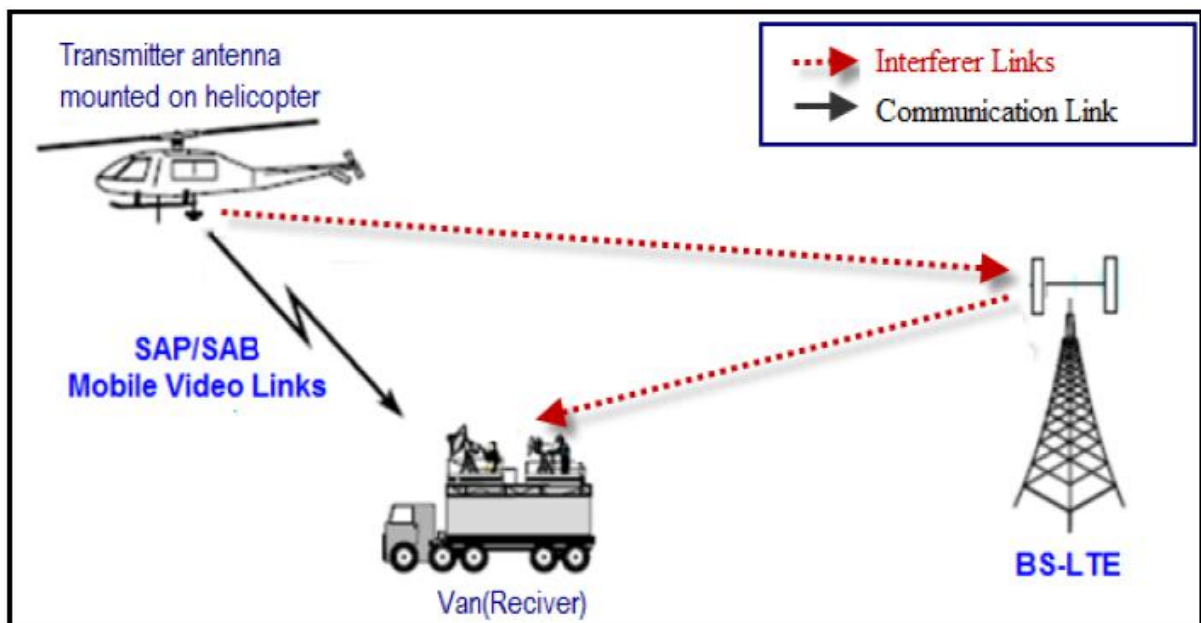 Transmitter antenna
mounted on helicopter
Interferer Links
Communication Link
SAP/SAB
Mobile Video Links
BS-LTE
Van(Reciver)